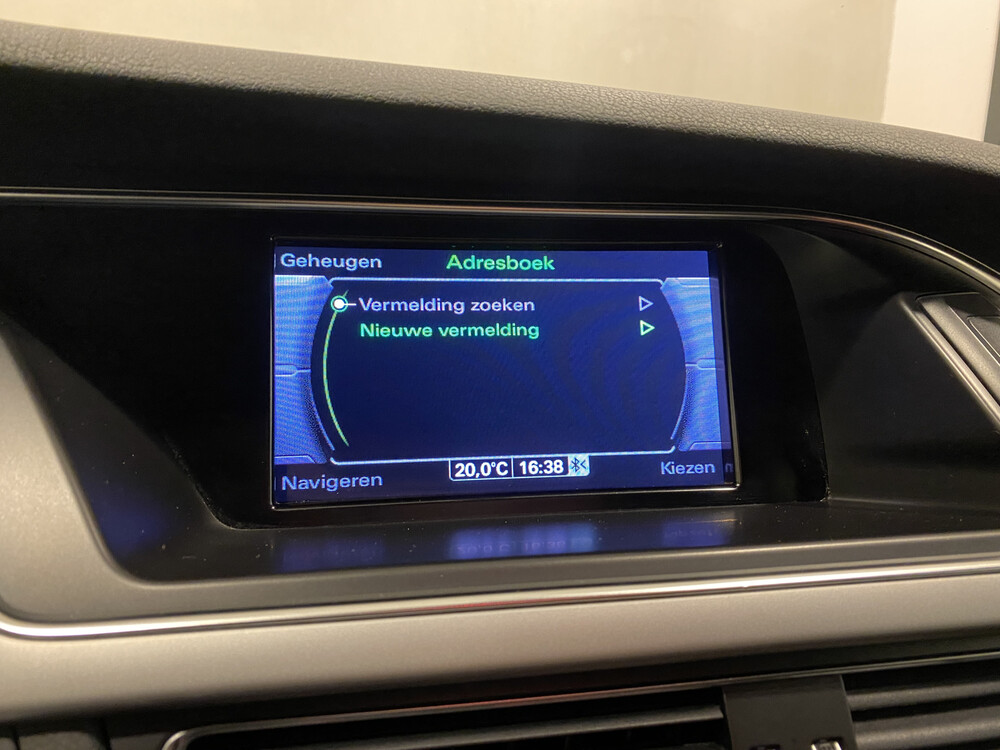 Geheugen
Adresboek
Vermelding zoeken
Nieuwe vermelding
Navigeren
20,0°C 16:38
Kiezen